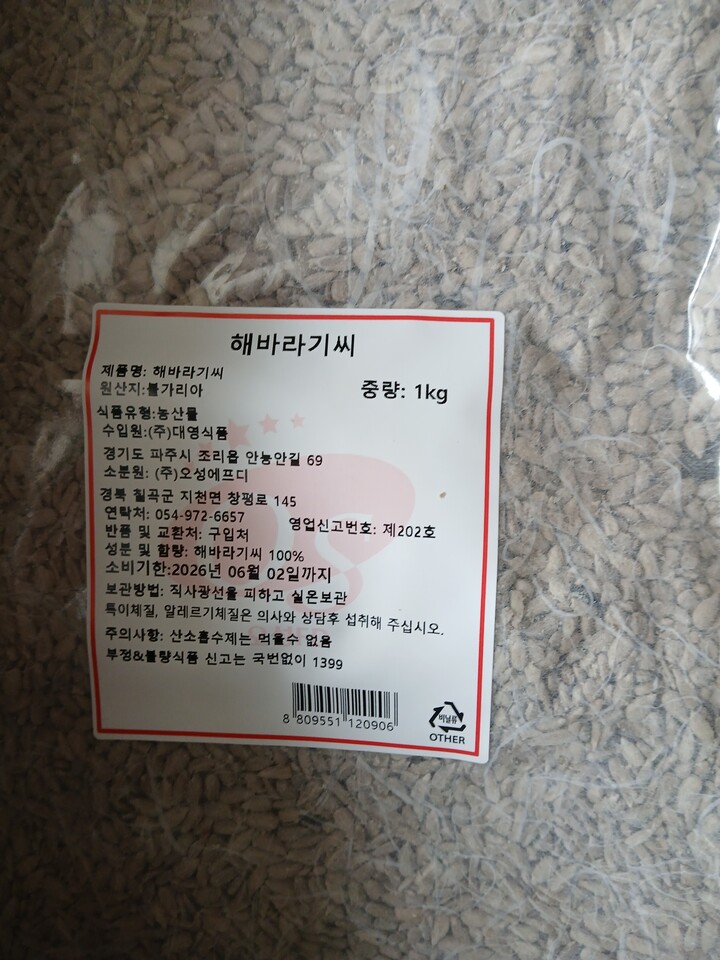 해바라기씨
제품명: 해바라기씨
원산지:불가리아
중량: 1kg
식품유형:농산물
수입원:(주)대영식품
경기도 파주시 조리읍 안능안길 69
소분원: (주)오성에프디
경북 칠곡군 지천면 창평로 145
연락처: 054-972-6657
영업신고번호: 제202호
반품 및 교환처: 구입처
성분 및 함량: 해바라기씨 100%
소비기한:2026년 06월 02일까지
보관방법: 직사광선을 피하고 실온보관
특이체질, 알레르기체질은 의사와 상담후 섭취해 주십시오.
주의사항: 산소흡수제는 먹을수 없음
부정&불량식품 신고는 국번없이 1399
8 809551 120906
비닐류
OTHER